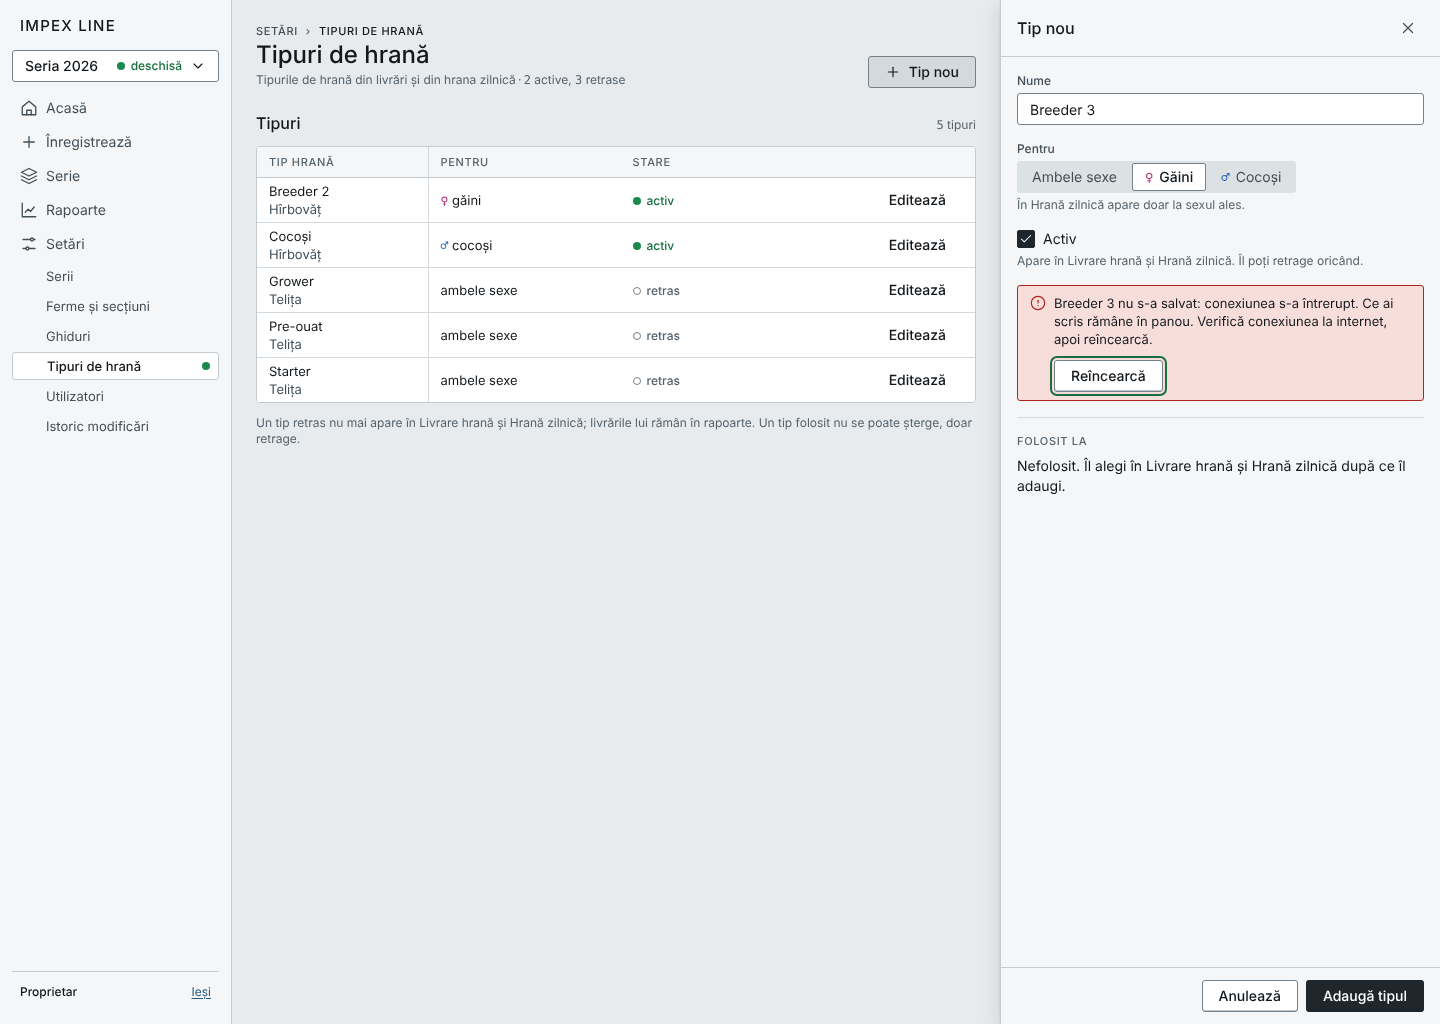 IMPEX LINE
Seria 2026 deschisă
Acasă
Înregistrează
Serie
Rapoarte
Setări
Serii
Ferme și secțiuni
Ghiduri
Tipuri de hrană
Utilizatori
Istoric modificări
Proprietar Ieși
SETĂRI › TIPURI DE HRANĂ
Tipuri de hrană
Tipurile de hrană din livrări și din hrana zilnică · 2 active, 3 retrase
Tip nou
Tipuri
5 tipuri
TIP HRANĂ PENTRU STARE
Breeder 2
Hîrbovăț
♀ găini activ Editează
Cocoși
Hîrbovăț
♂ cocoși activ Editează
Grower
Telița
ambele sexe retras Editează
Pre-ouat
Telița
ambele sexe retras Editează
Starter
Telița
ambele sexe retras Editează
Un tip retras nu mai apare în Livrare hrană și Hrană zilnică; livrările lui rămân în rapoarte. Un tip folosit nu se poate șterge, doar
retrage.
Tip nou
Nume
Breeder 3
Pentru
Ambele sexe ♀ Găini ♂ Cocoși
În Hrană zilnică apare doar la sexul ales.
Activ
Apare în Livrare hrană și Hrană zilnică. Îl poți retrage oricând.
Breeder 3 nu s-a salvat: conexiunea s-a întrerupt. Ce ai
scris rămâne în panou. Verifică conexiunea la internet,
apoi reîncearcă.
Reîncearcă
FOLOSIT LA
Nefolosit. Îl alegi în Livrare hrană și Hrană zilnică după ce îl
adaugi.
Anulează Adaugă tipul